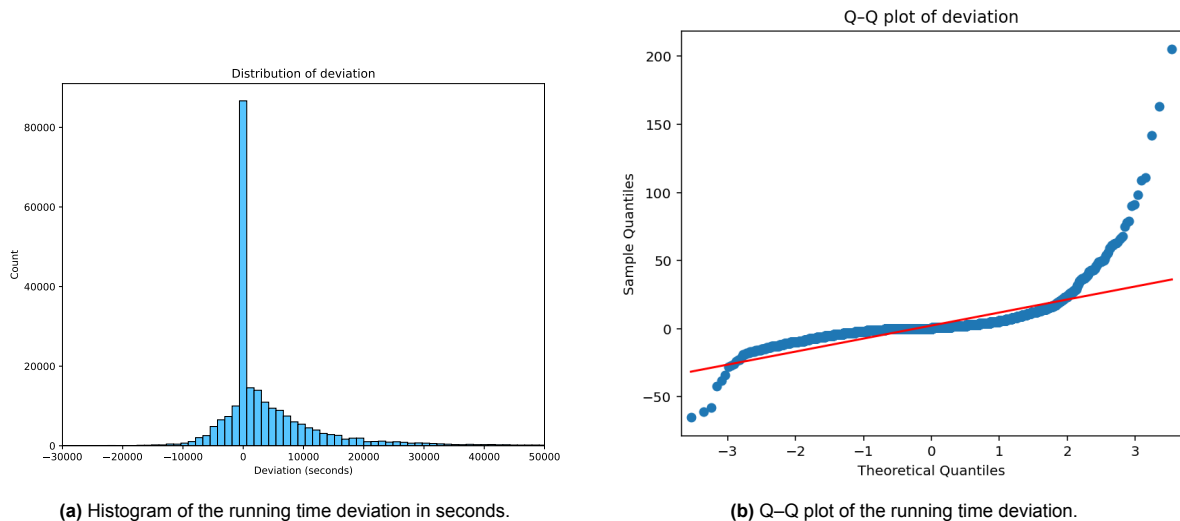 Distribution of deviation
Count
80000
60000
40000
20000
0
−30000 −20000 −10000 0 10000 20000 30000 40000 50000
Deviation (seconds)
(a) Histogram of the running time deviation in seconds.
Q–Q plot of deviation
Sample Quantiles
200
150
100
50
0
−50
−3 −2 −1 0 1 2 3
Theoretical Quantiles
(b) Q–Q plot of the running time deviation.